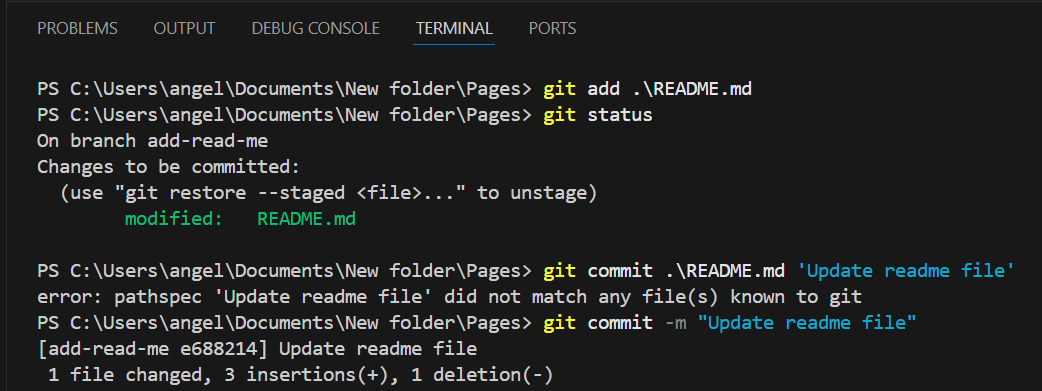 PROBLEMS OUTPUT DEBUG CONSOLE TERMINAL PORTS
PS C:\Users\angel\Documents\New folder\Pages> git add .\README.md
PS C:\Users\angel\Documents\New folder\Pages> git status
On branch add-read-me
Changes to be committed:
  (use "git restore --staged <file>..." to unstage)
        modified:   README.md
PS C:\Users\angel\Documents\New folder\Pages> git commit .\README.md 'Update readme file'
error: pathspec 'Update readme file' did not match any file(s) known to git
PS C:\Users\angel\Documents\New folder\Pages> git commit -m "Update readme file"
[add-read-me e688214] Update readme file
 1 file changed, 3 insertions(+), 1 deletion(-)